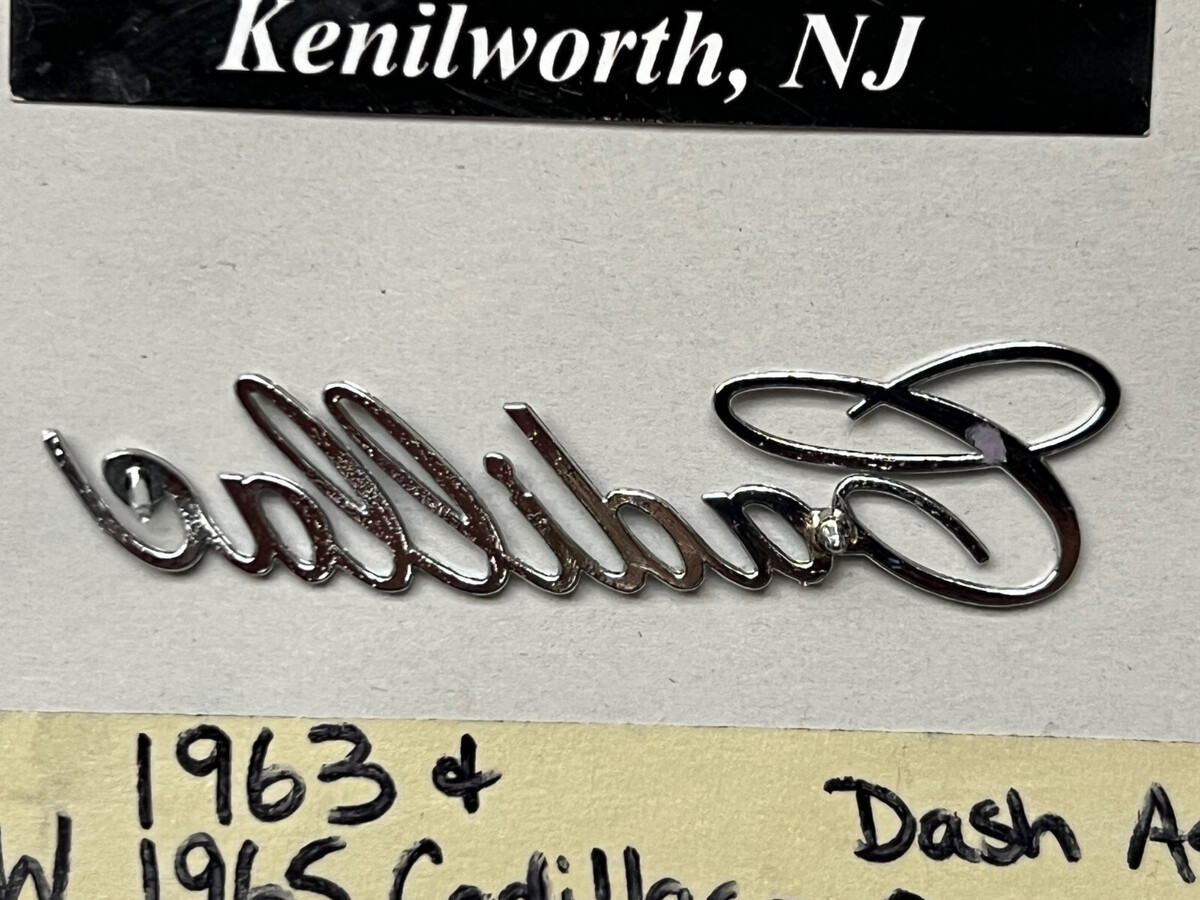 Kenilworth, NJ
Cadillac
1963 &
Dash
W 1965 Cadillac